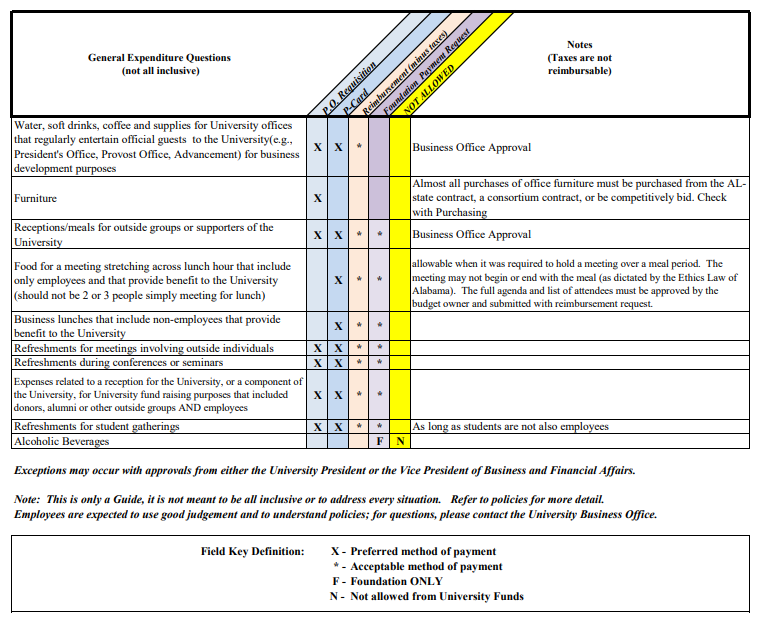 General Expenditure Questions
(not all inclusive)
P.O. Requisition
P-Card
Reimbursement (minus taxes)
Foundation Payment Request
NOT ALLOWED
Notes
(Taxes are not
reimbursable)
Water, soft drinks, coffee and supplies for University offices
that regularly entertain official guests to the University(e.g.,
President's Office, Provost Office, Advancement) for business
development purposes
X X *
Business Office Approval
Furniture
X
Almost all purchases of office furniture must be purchased from the AL-
state contract, a consortium contract, or be competitively bid. Check
with Purchasing
Receptions/meals for outside groups or supporters of the
University
X X * *
Business Office Approval
Food for a meeting stretching across lunch hour that include
only employees and that provide benefit to the University
(should not be 2 or 3 people simply meeting for lunch)
X * *
allowable when it was required to hold a meeting over a meal period. The
meeting may not begin or end with the meal (as dictated by the Ethics Law of
Alabama). The full agenda and list of attendees must be approved by the
budget owner and submitted with reimbursement request.
Business lunches that include non-employees that provide
benefit to the University
X * *
Refreshments for meetings involving outside individuals
X X * *
Refreshments during conferences or seminars
X X * *
Expenses related to a reception for the University, or a component of
the University, for University fund raising purposes that included
donors, alumni or other outside groups AND employees
X X * *
Refreshments for student gatherings
X X * *
As long as students are not also employees
Alcoholic Beverages
F N
Exceptions may occur with approvals from either the University President or the Vice President of Business and Financial Affairs.
Note: This is only a Guide, it is not meant to be all inclusive or to address every situation. Refer to policies for more detail.
Employees are expected to use good judgement and to understand policies; for questions, please contact the University Business Office.
Field Key Definition:
X - Preferred method of payment
* - Acceptable method of payment
F - Foundation ONLY
N - Not allowed from University Funds